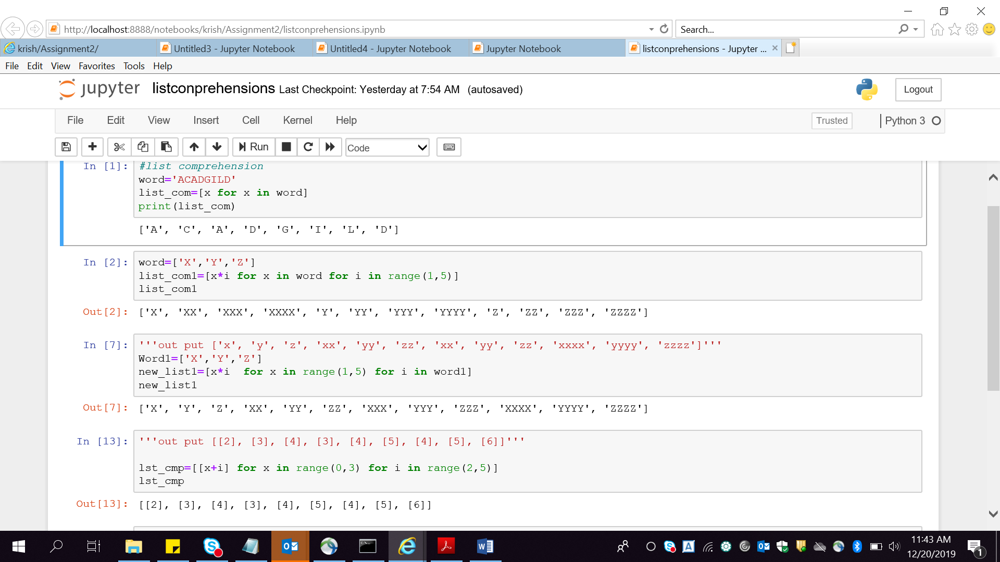 http://localhost:8888/notebooks/krish/Assignment2/listconprehensions.ipynb
Search...
krish/Assignment2/
Untitled3 - Jupyter Notebook
Untitled4 - Jupyter Notebook
Jupyter Notebook
listconprehensions - Jupyter ...
File Edit View Favorites Tools Help
jupyter listconprehensions Last Checkpoint: Yesterday at 7:54 AM (autosaved)
Logout
File Edit View Insert Cell Kernel Help
Trusted
Python 3
Run
Code
In [1]: #list comprehension
word='ACADGILD'
list_com=[x for x in word]
print(list_com)
['A', 'C', 'A', 'D', 'G', 'I', 'L', 'D']
In [2]: word=['X','Y','Z']
list_com1=[x*i for x in word for i in range(1,5)]
list_com1
Out[2]: ['X', 'XX', 'XXX', 'XXXX', 'Y', 'YY', 'YYY', 'YYYY', 'Z', 'ZZ', 'ZZZ', 'ZZZZ']
In [7]: '''out put ['x', 'y', 'z', 'xx', 'yy', 'zz', 'xx', 'yy', 'zz', 'xxxx', 'yyyy', 'zzzz']'''
Word1=['X','Y','Z']
new_list1=[x*i  for x in range(1,5) for i in word1]
new_list1
Out[7]: ['X', 'Y', 'Z', 'XX', 'YY', 'ZZ', 'XXX', 'YYY', 'ZZZ', 'XXXX', 'YYYY', 'ZZZZ']
In [13]: '''out put [[2], [3], [4], [3], [4], [5], [4], [5], [6]]'''
lst_cmp=[[x+i] for x in range(0,3) for i in range(2,5)]
lst_cmp
Out[13]: [[2], [3], [4], [3], [4], [5], [4], [5], [6]]
11:43 AM
12/20/2019
1